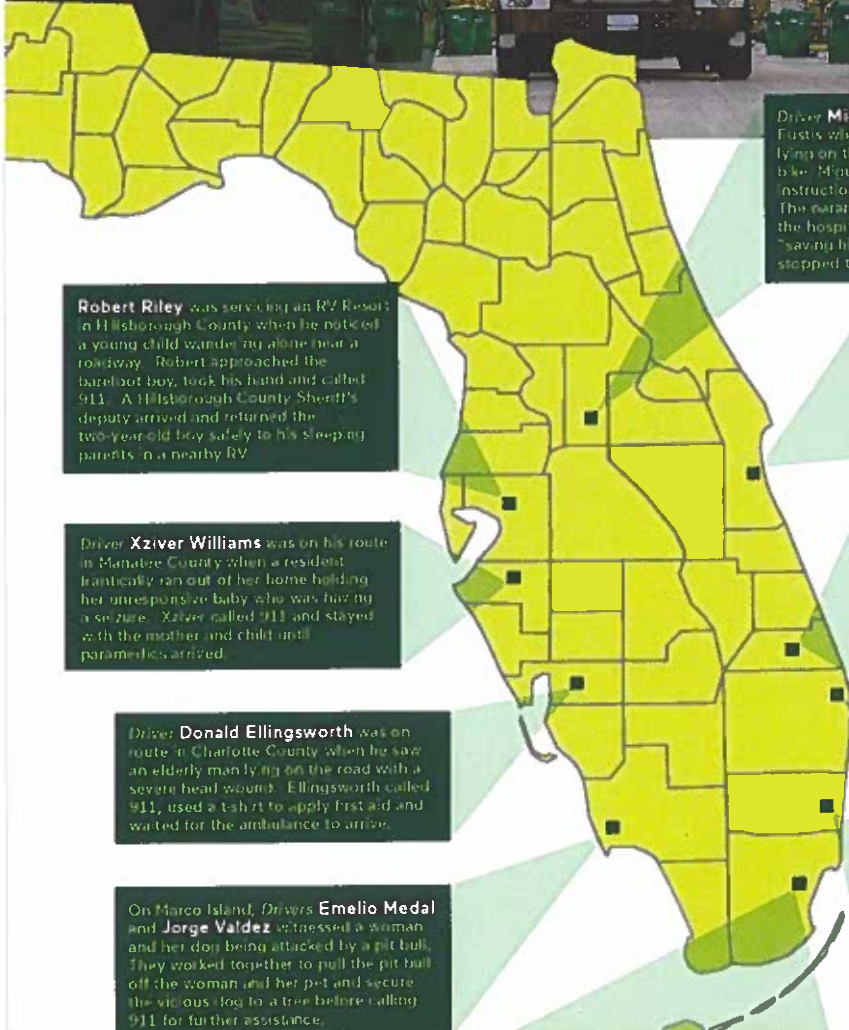 Driver Mi
Eustis wh
lying on t
bike. Migu
instructio
The param
the hospi
"saving hi
stopped t
Robert Riley was servicing an RV Resort
in Hillsborough County when he noticed
a young child wandering alone near a
roadway. Robert approached the
barefoot boy, took his hand and called
911. A Hillsborough County Sheriff's
deputy arrived and returned the
two-year-old boy safely to his sleeping
parents in a nearby RV
Driver Xziver Williams was on his route
in Manatee County when a resident
frantically ran out of her home holding
her unresponsive baby who was having
a seizure. Xziver called 911 and stayed
with the mother and child until
paramedics arrived.
Driver Donald Ellingsworth was on
route in Charlotte County when he saw
an elderly man lying on the road with a
severe head wound. Ellingsworth called
911, used a t-shirt to apply first aid and
waited for the ambulance to arrive.
On Marco Island, Drivers Emelio Medal
and Jorge Valdez witnessed a woman
and her dog being attacked by a pit bull.
They worked together to pull the pit bull
off the woman and her pet and secure
the vicious dog to a tree before calling
911 for further assistance.